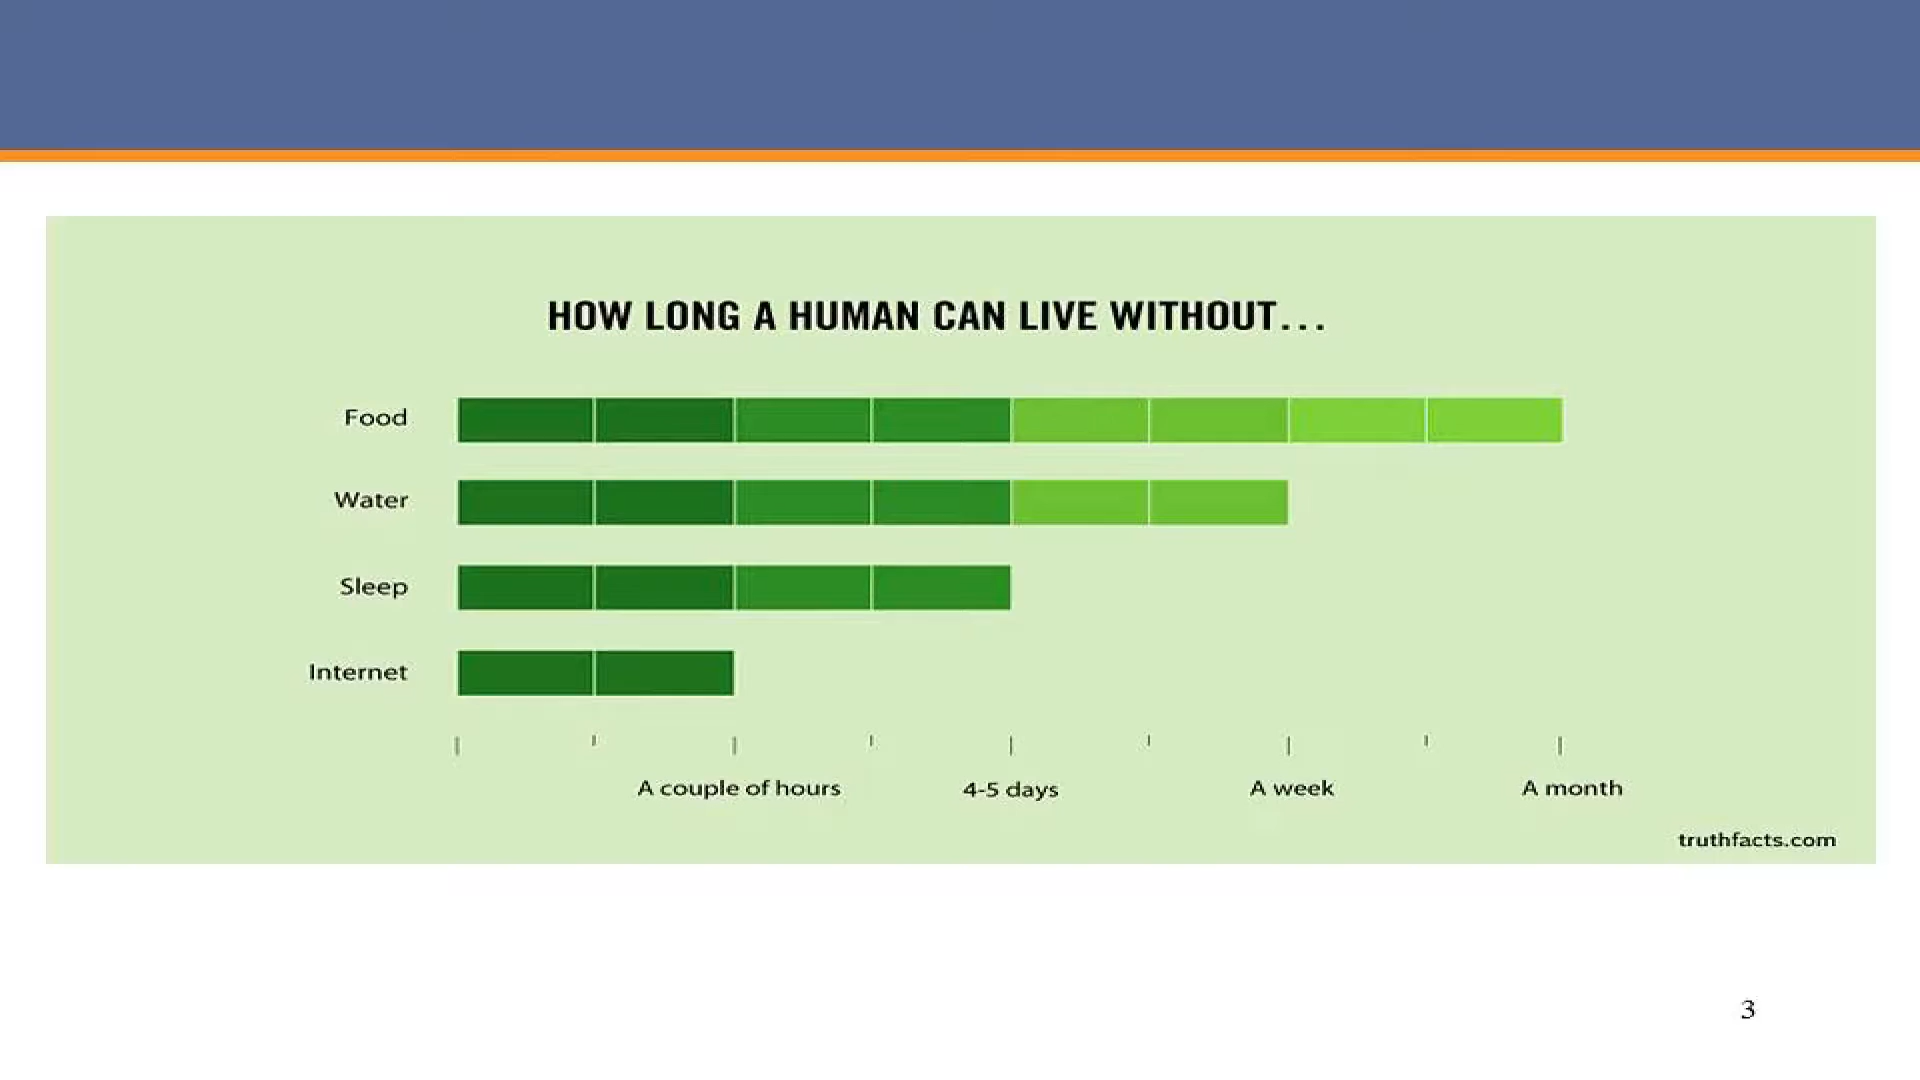 HOW LONG A HUMAN CAN LIVE WITHOUT...
Food
Water
Sleep
Internet
A couple of hours 4-5 days A week A month
truthfacts.com
3